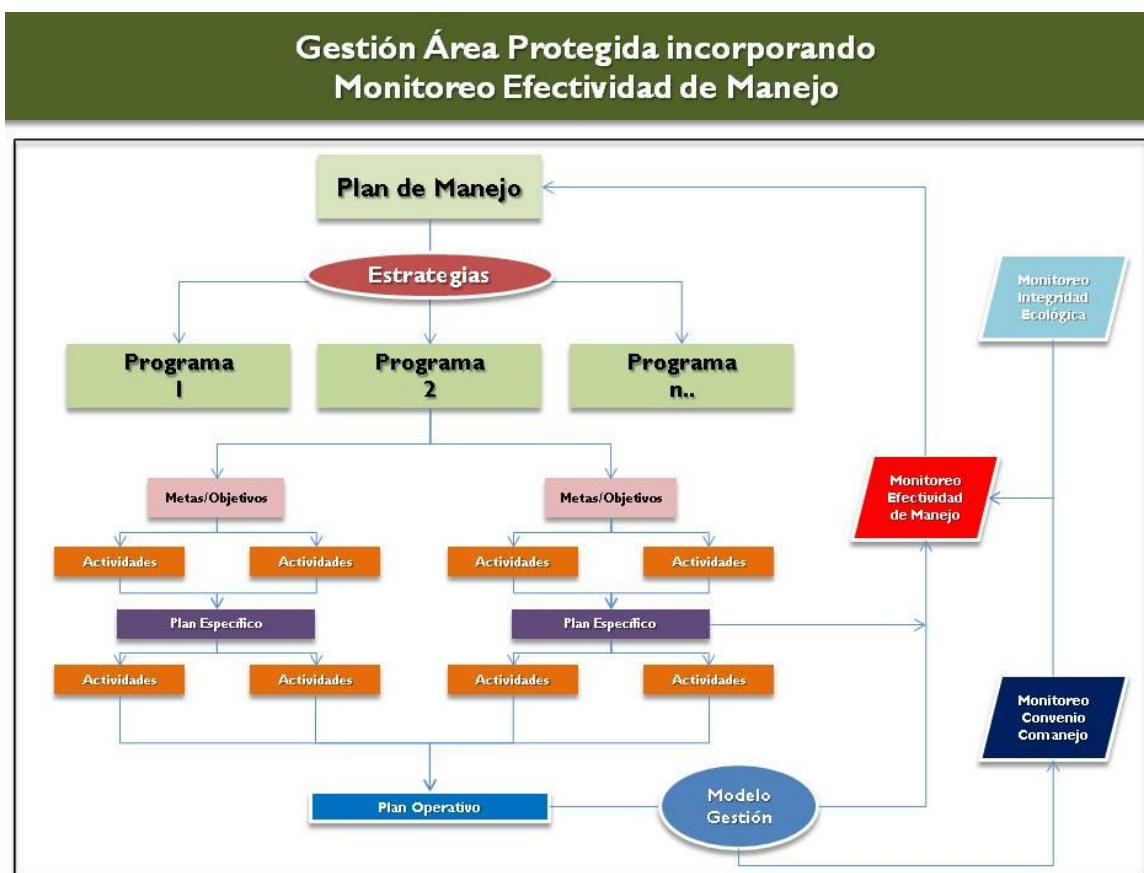 Gestión Área Protegida incorporando
Monitoreo Efectividad de Manejo
Plan de Manejo
Estrategias
Monitoreo
Integridad
Ecológica
Programa
1
Programa
2
Programa
n..
Monitoreo
Efectividad
de Manejo
Metas/Objetivos
Metas/Objetivos
Actividades
Actividades
Actividades
Actividades
Plan Específico
Plan Específico
Actividades
Actividades
Actividades
Actividades
Monitoreo
Convenio
Comanejo
Plan Operativo
Modelo
Gestión